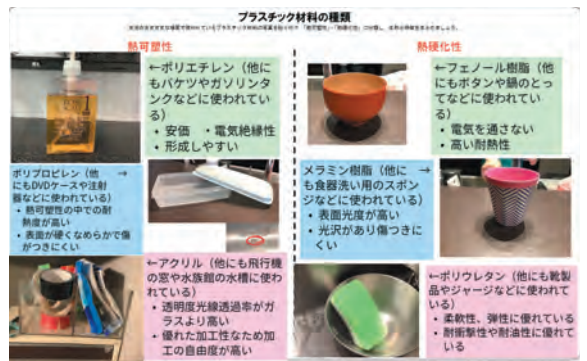 プラスチック材料の種類
熱可塑性
←ポリエチレン（他に
もバケツやガソリンタ
ンクなどに使われてい
る）
• 安価 ・電気絶縁性
• 形成しやすい
ポリプロピレン（他 →
にもDVDケースや注射
器などに使われている）
• 熱可塑性の中での耐
熱度が高い
• 表面が硬くなめらかで傷
がつきにくい
←アクリル（他にも飛行機
の窓や水族館の水槽に使わ
れている）
• 透明度光線透過率がガ
ラスより高い
• 優れた加工性なため加
工の自由度が高い
熱硬化性
←フェノール樹脂（他
にもボタンや鍋のとっ
てなどに使われている）
• 電気を通さない
• 高い耐熱性
メラミン樹脂（他に →
も食器洗い用のスポン
ジなどに使われている）
• 表面光度が高い
• 光沢があり傷つきに
くい
←ポリウレタン（他にも靴製
品やジャージなどに使われて
いる）
• 柔軟性、弾性に優れている
• 耐衝撃性や耐油性に優れて
いる